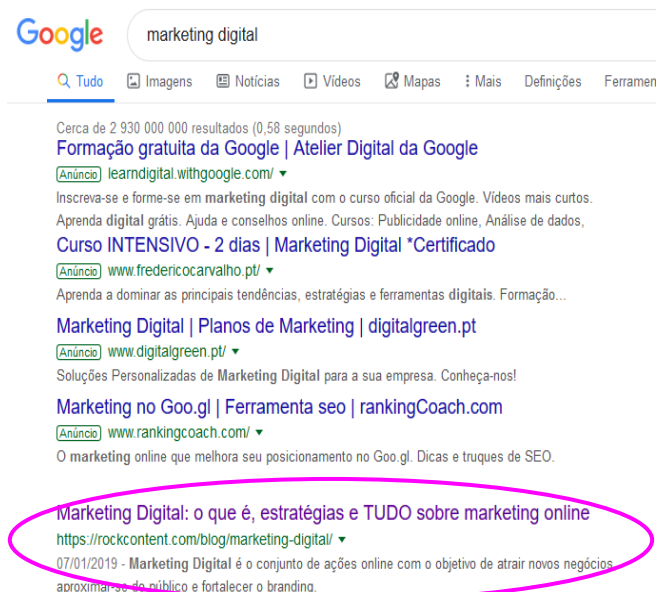 Google
marketing digital
Tudo Imagens Notícias Vídeos Mapas Mais Definições Ferramen
Cerca de 2 930 000 000 resultados (0,58 segundos)
Formação gratuita da Google | Atelier Digital da Google
Anúncio learndigital.withgoogle.com/
Inscreva-se e forme-se em marketing digital com o curso oficial da Google. Vídeos mais curtos.
Aprenda digital grátis. Ajuda e conselhos online. Cursos: Publicidade online, Análise de dados,
Curso INTENSIVO - 2 dias | Marketing Digital *Certificado
Anúncio www.fredericocarvalho.pt/
Aprenda a dominar as principais tendências, estratégias e ferramentas digitais. Formação...
Marketing Digital | Planos de Marketing | digitalgreen.pt
Anúncio www.digitalgreen.pt/
Soluções Personalizadas de Marketing Digital para a sua empresa. Conheça-nos!
Marketing no Goo.gl | Ferramenta seo | rankingCoach.com
Anúncio www.rankingcoach.com/
O marketing online que melhora seu posicionamento no Goo.gl. Dicas e truques de SEO.
Marketing Digital: o que é, estratégias e TUDO sobre marketing online
https://rockcontent.com/blog/marketing-digital/
07/01/2019 - Marketing Digital é o conjunto de ações online com o objetivo de atrair novos negócios,
aproximar-se do público e fortalecer o branding.